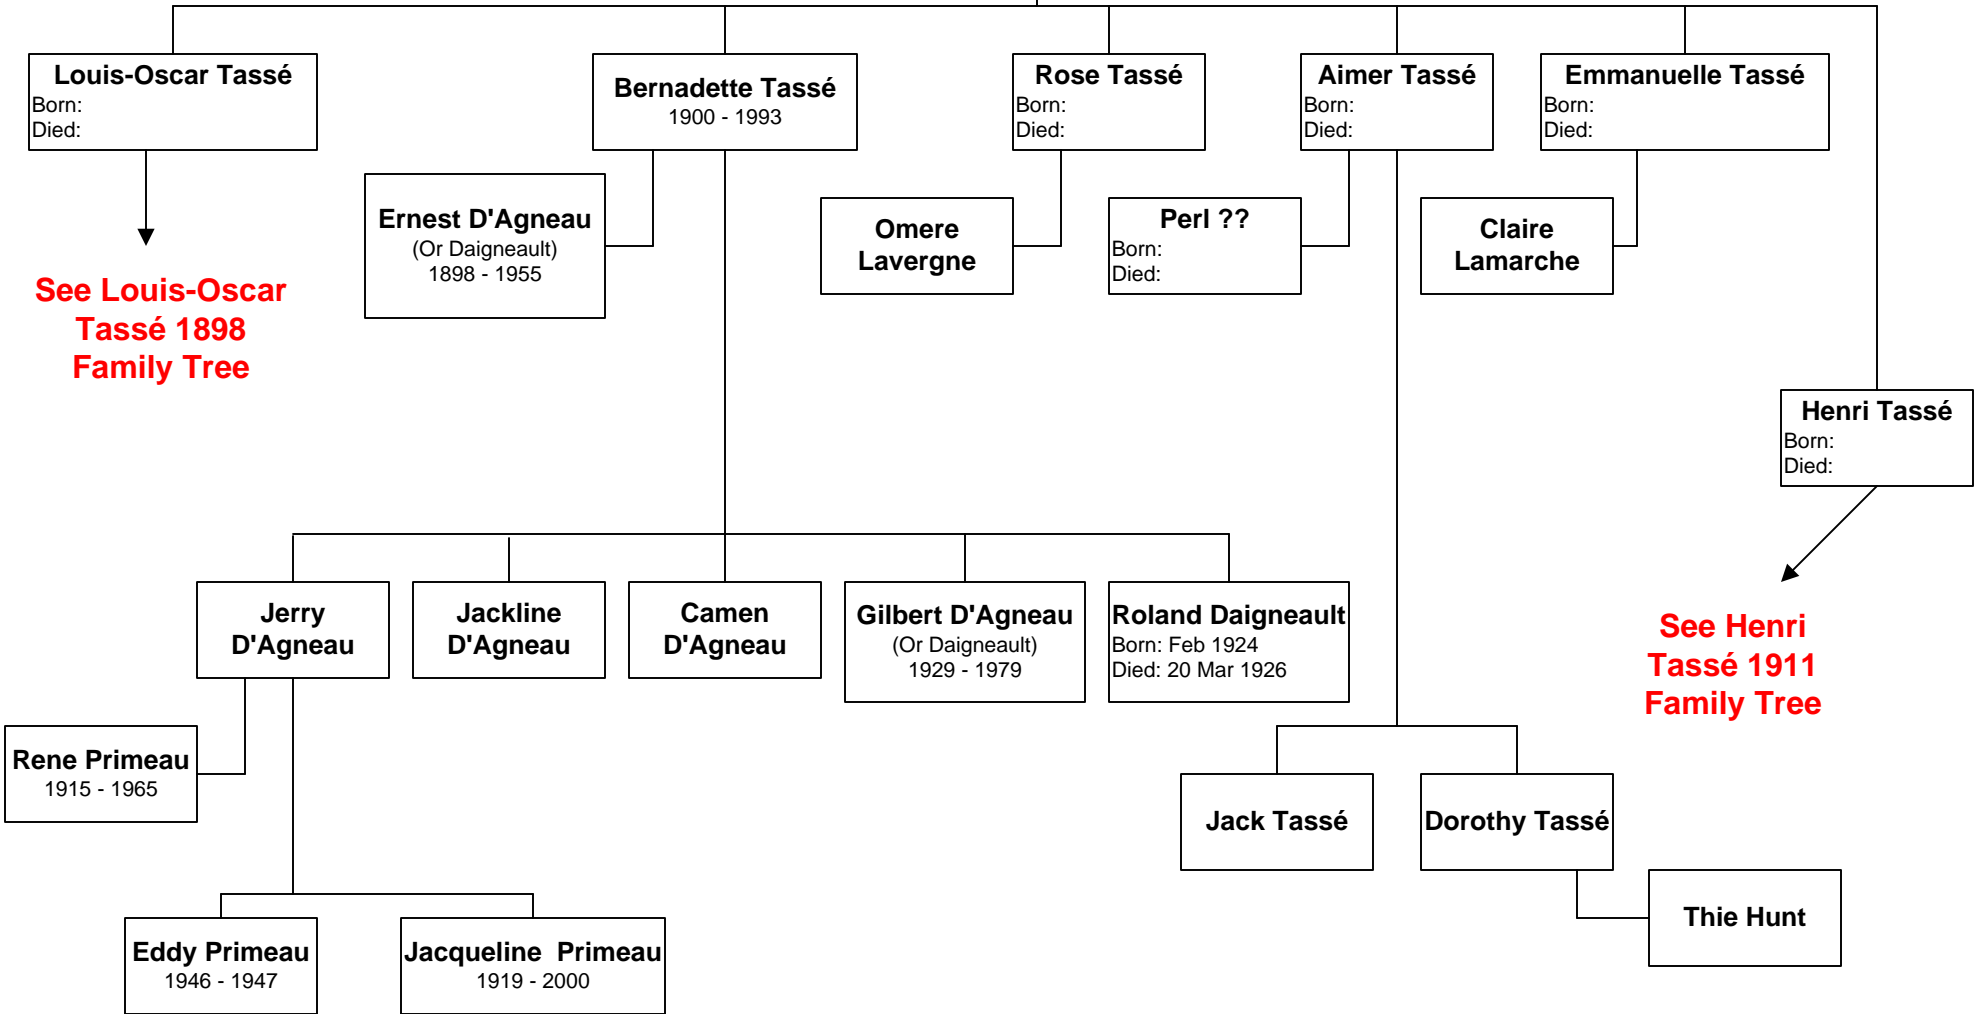 Louis-Oscar Tassé
Born:
Died:
Bernadette Tassé
1900 - 1993
Rose Tassé
Born:
Died:
Aimer Tassé
Born:
Died:
Emmanuelle Tassé
Born:
Died:
Ernest D'Agneau
(Or Daigneault)
1898 - 1955
Omere
Lavergne
Perl ??
Born:
Died:
Claire
Lamarche
See Louis-Oscar
Tassé 1898
Family Tree
Henri Tassé
Born:
Died:
Jerry
D'Agneau
Jackline
D'Agneau
Camen
D'Agneau
Gilbert D'Agneau
(Or Daigneault)
1929 - 1979
Roland Daigneault
Born: Feb 1924
Died: 20 Mar 1926
See Henri
Tassé 1911
Family Tree
Rene Primeau
1915 - 1965
Jack Tassé
Dorothy Tassé
Thie Hunt
Eddy Primeau
1946 - 1947
Jacqueline  Primeau
1919 - 2000